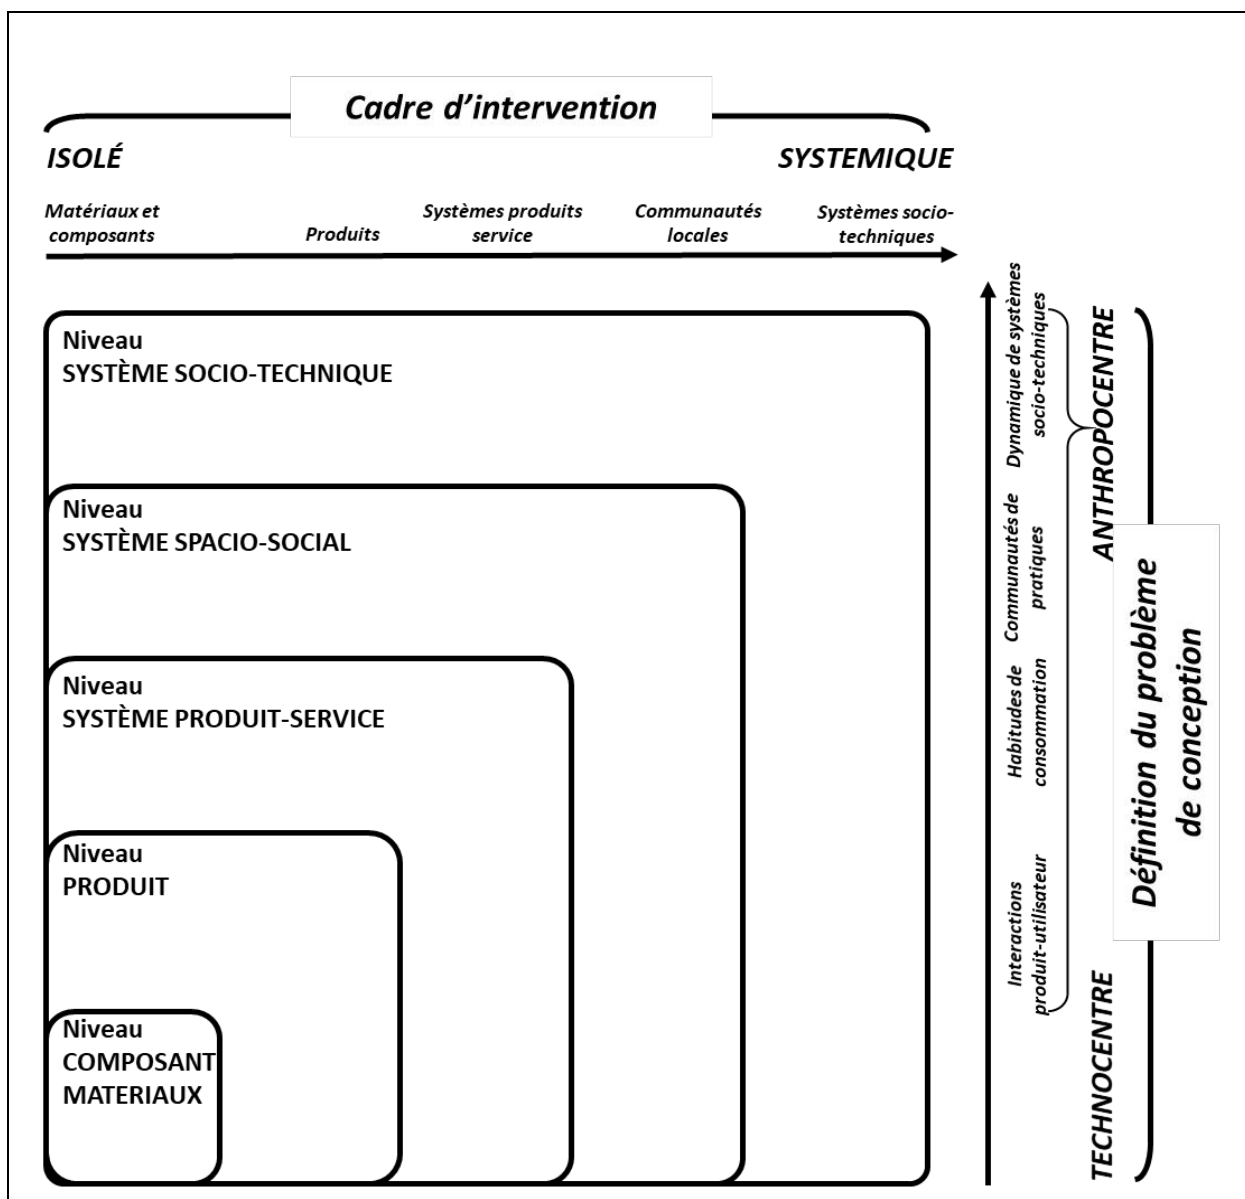 Cadre d'intervention
ISOLÉ
SYSTEMIQUE
Matériaux et
composants
Produits
Systèmes produits
service
Communautés
locales
Systèmes socio-
techniques
Niveau
SYSTÈME SOCIO-TECHNIQUE
Niveau
SYSTÈME SPACIO-SOCIAL
Niveau
SYSTÈME PRODUIT-SERVICE
Niveau
PRODUIT
Niveau
COMPOSANT
MATERIAUX
Dynamique de systèmes
socio-techniques
Communautés de
pratiques
Habitudes de
consommation
Interactions
produit-utilisateur
ANTHROPOCENTRE
TECHNOCENTRE
Définition du problème
de conception